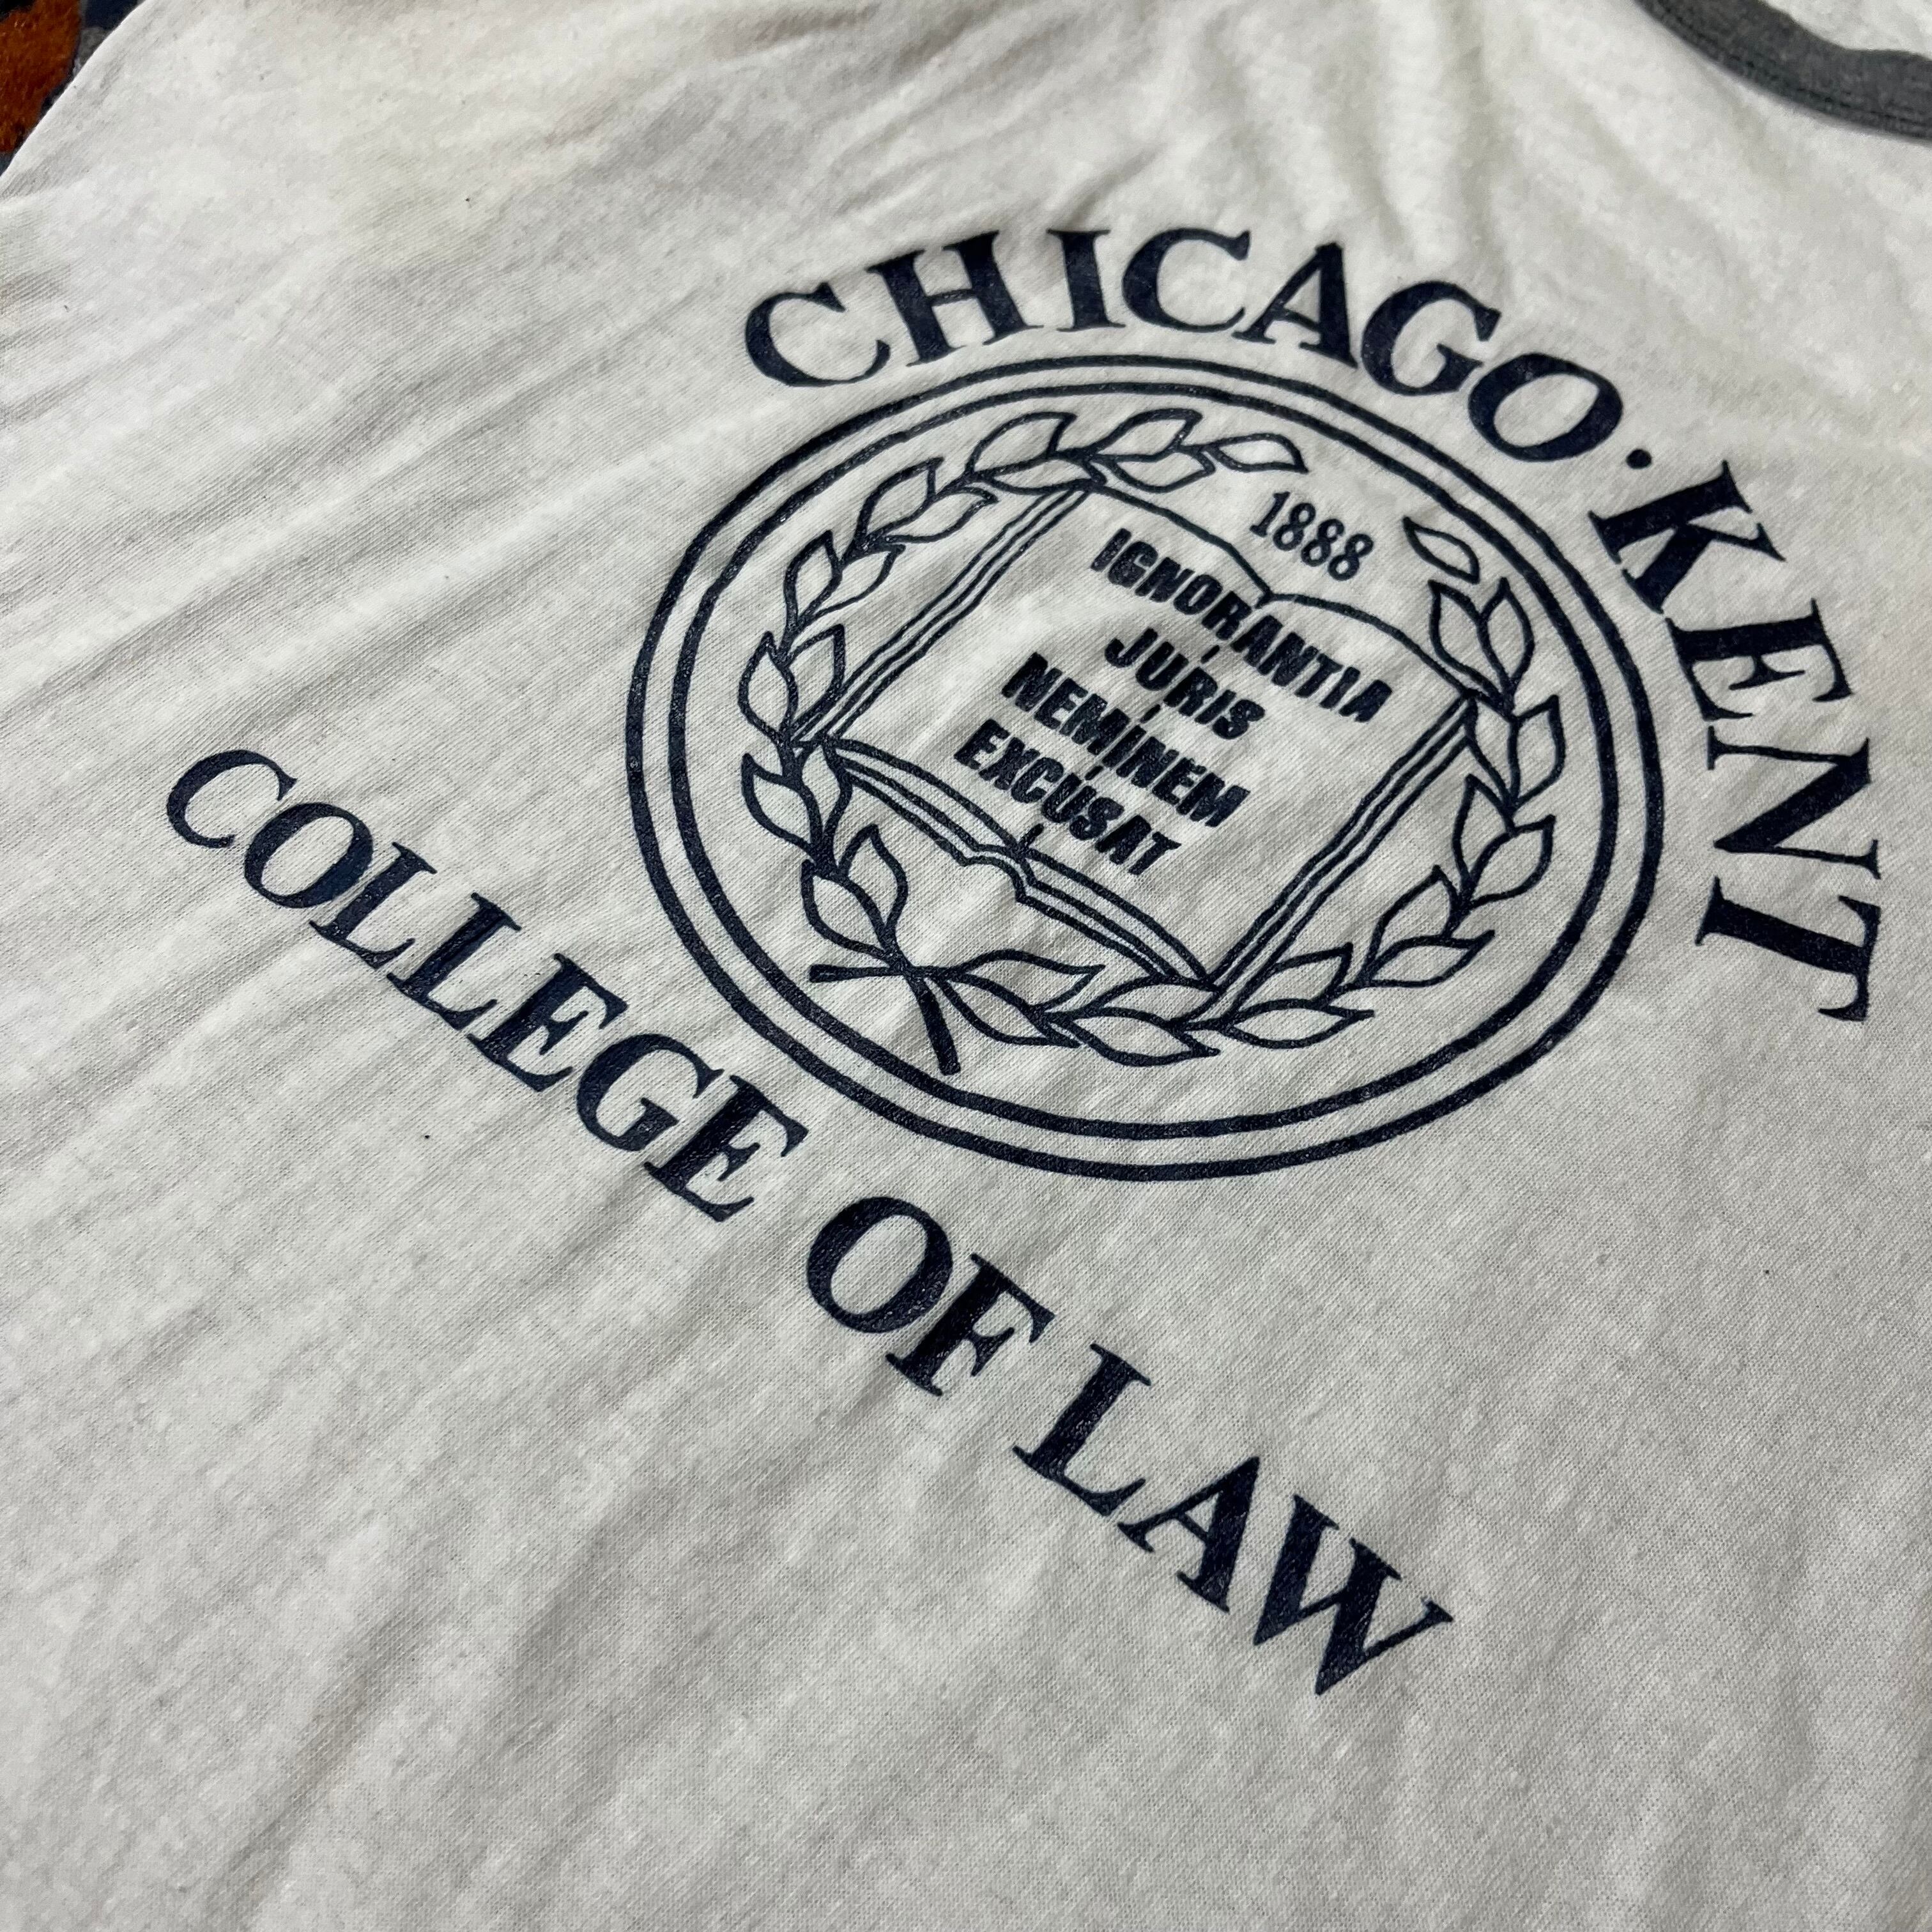 CHICAGO·KENT
1888
IGNORANTIA
JURIS
NEMINEM
EXCUSAT
COLLEGE OF LAW